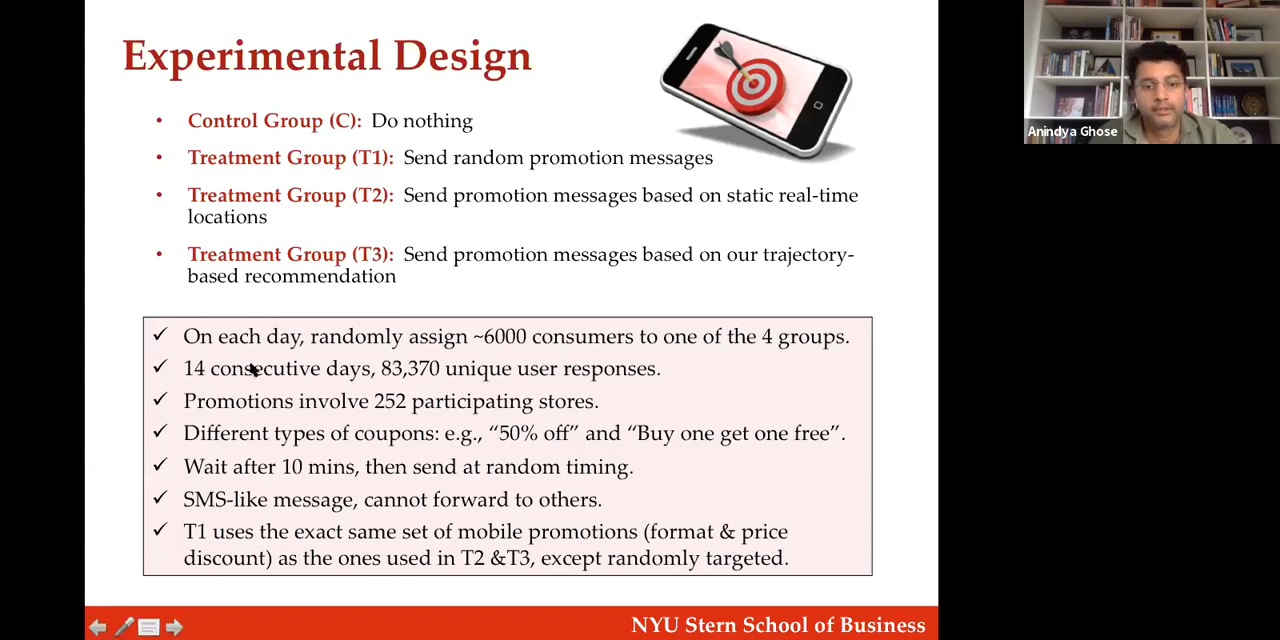 Experimental Design
• Control Group (C): Do nothing
• Treatment Group (T1): Send random promotion messages
• Treatment Group (T2): Send promotion messages based on static real-time
locations
• Treatment Group (T3): Send promotion messages based on our trajectory-
based recommendation
✓ On each day, randomly assign ~6000 consumers to one of the 4 groups.
✓ 14 consecutive days, 83,370 unique user responses.
✓ Promotions involve 252 participating stores.
✓ Different types of coupons: e.g., “50% off” and “Buy one get one free”.
✓ Wait after 10 mins, then send at random timing.
✓ SMS-like message, cannot forward to others.
✓ T1 uses the exact same set of mobile promotions (format & price
discount) as the ones used in T2 &T3, except randomly targeted.
NYU Stern School of Business
Anindya Ghose